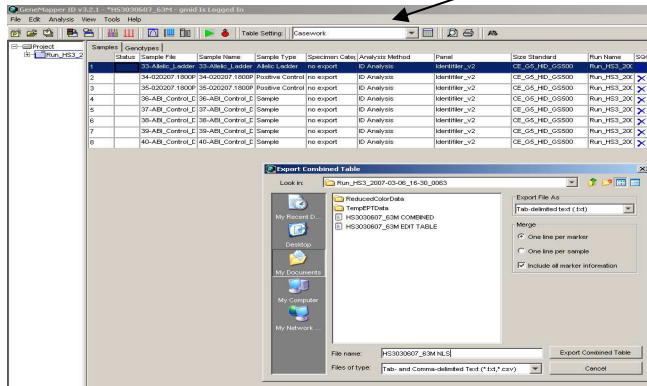 GeneMapper ID v3.2.1 - *HS3030607_63M - gmid Is Logged In
File Edit Analysis View Tools Help
Table Setting: Casework
Project
Run_HS3_2
Samples Genotypes
Status Sample File Sample Name Sample Type Specimen Cate Analysis Method Panel Size Standard Run Name SQ
1 33-Allelic_Ladder 33-Allelic_Ladder Allelic Ladder no export ID Analysis Identifiler_v2 CE_G5_HID_GS500 Run_HS3_200
2 34-020207.1800P 34-020207.1800P Positive Control no export ID Analysis Identifiler_v2 CE_G5_HID_GS500 Run_HS3_200
3 35-020207.1800P 35-020207.1800P Sample no export ID Analysis Identifiler_v2 CE_G5_HID_GS500 Run_HS3_200
4 36-ABI_Control_D 36-ABI_Control_D Sample no export ID Analysis Identifiler_v2 CE_G5_HID_GS500 Run_HS3_200
5 37-ABI_Control_D 37-ABI_Control_D Sample no export ID Analysis Identifiler_v2 CE_G5_HID_GS500 Run_HS3_200
6 38-ABI_Control_D 38-ABI_Control_D Sample no export ID Analysis Identifiler_v2 CE_G5_HID_GS500 Run_HS3_200
7 39-ABI_Control_D 39-ABI_Control_D Sample no export ID Analysis Identifiler_v2 CE_G5_HID_GS500 Run_HS3_200
8 40-ABI_Control_D 40-ABI_Control_D Sample no export ID Analysis Identifiler_v2 CE_G5_HID_GS500 Run_HS3_200
Export Combined Table
Look in: Run_HS3_2007-03-06_16-30_0063
My Recent D...
Desktop
My Documents
My Computer
My Network ...
ReducedColorData
TempEPTData
HS3030607_63M COMBINED
HS3030607_63M EDIT TABLE
Export File As
Tab-delimited text (.txt)
Merge
One line per marker
One line per sample
Include all marker information
File name: HS3030607_63M NLS
Export Combined Table
Files of type: Tab- and Comma-delimited Text (*.txt,*.csv)
Cancel